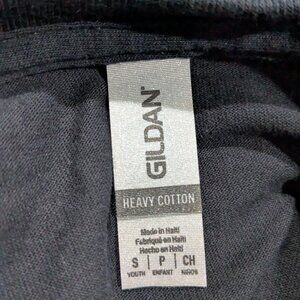 GILDAN
HEAVY COTTON
Made in Haiti
Fabriqué en Haïti
Hecho en Haití
S | P | CH
YOUTH ENFANT NIÑOS